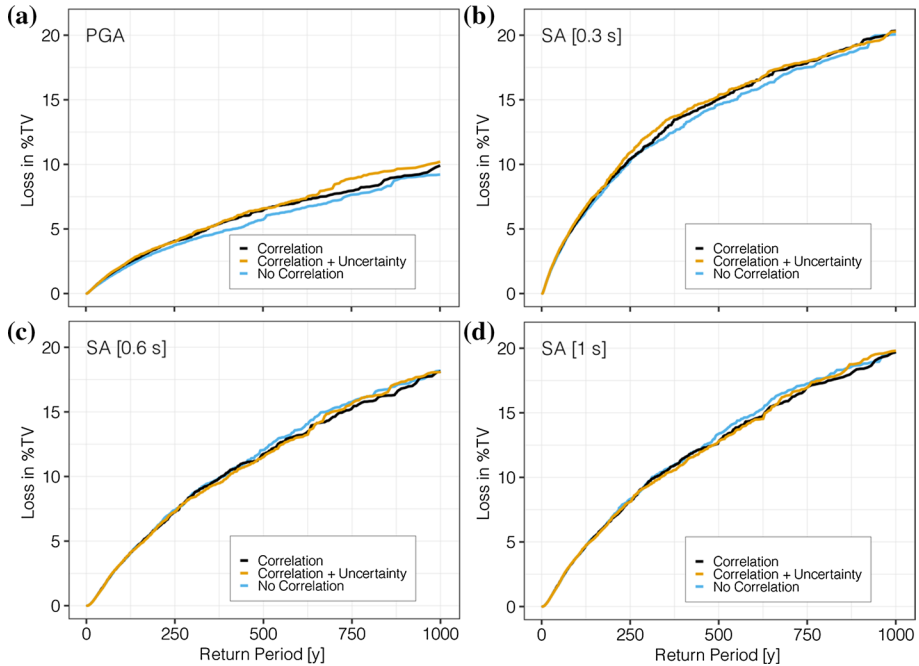 (a)
PGA
Loss in %TV
20
15
10
5
0
Correlation
Correlation + Uncertainty
No Correlation
(b)
SA [0.3 s]
Loss in %TV
20
15
10
5
0
Correlation
Correlation + Uncertainty
No Correlation
(c)
SA [0.6 s]
Loss in %TV
20
15
10
5
0
Correlation
Correlation + Uncertainty
No Correlation
0 250 500 750 1000
Return Period [y]
(d)
SA [1 s]
Loss in %TV
20
15
10
5
0
Correlation
Correlation + Uncertainty
No Correlation
0 250 500 750 1000
Return Period [y]